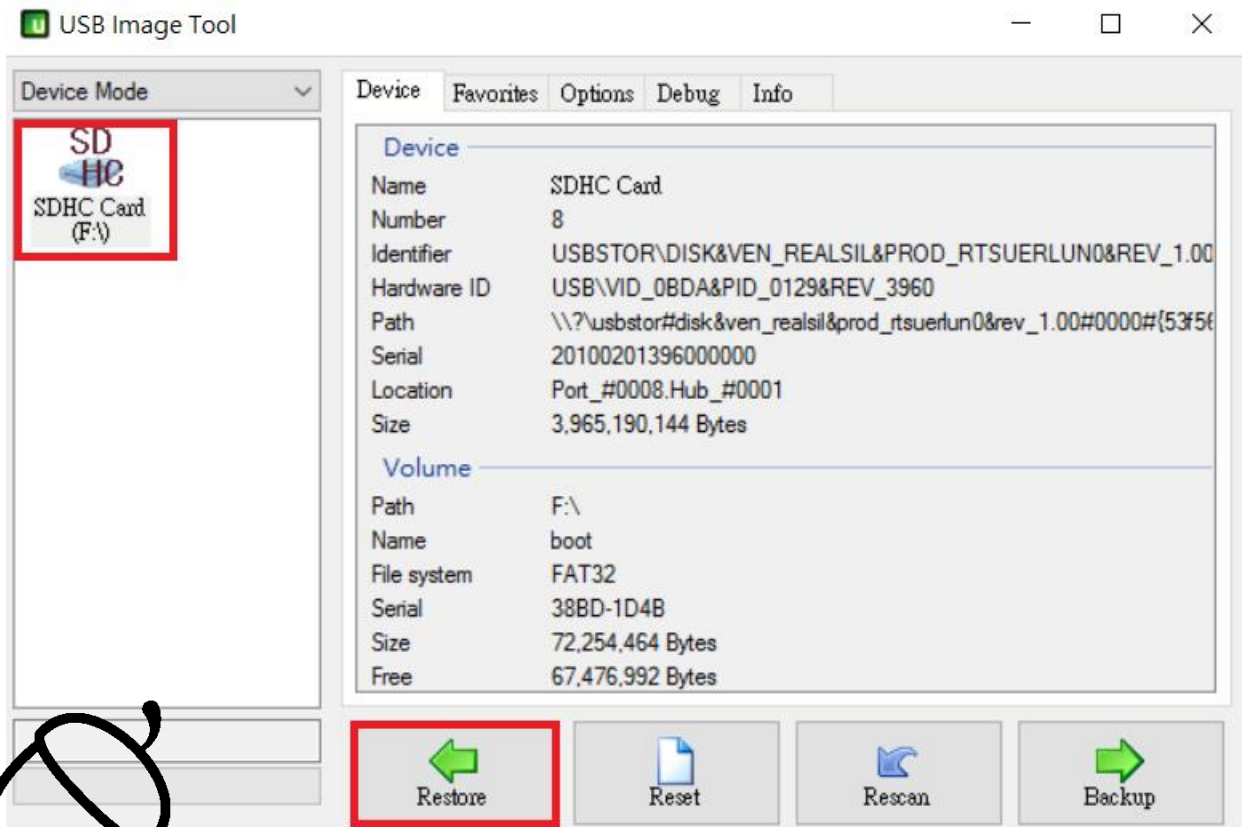 USB Image Tool
Device Mode
SD
HC
SDHC Card
(F:\)
Device Favorites Options Debug Info
Device
Name SDHC Card
Number 8
Identifier USBSTOR\DISK&VEN_REALSIL&PROD_RTSUERLUN0&REV_1.00
Hardware ID USB\VID_0BDA&PID_0129&REV_3960
Path \\?\usbstor#disk&ven_realsil&prod_rtsuerlun0&rev_1.00#0000#{53f56
Serial 20100201396000000
Location Port_#0008.Hub_#0001
Size 3,965,190,144 Bytes
Volume
Path F:\
Name boot
File system FAT32
Serial 38BD-1D4B
Size 72,254,464 Bytes
Free 67,476,992 Bytes
Restore Reset Rescan Backup